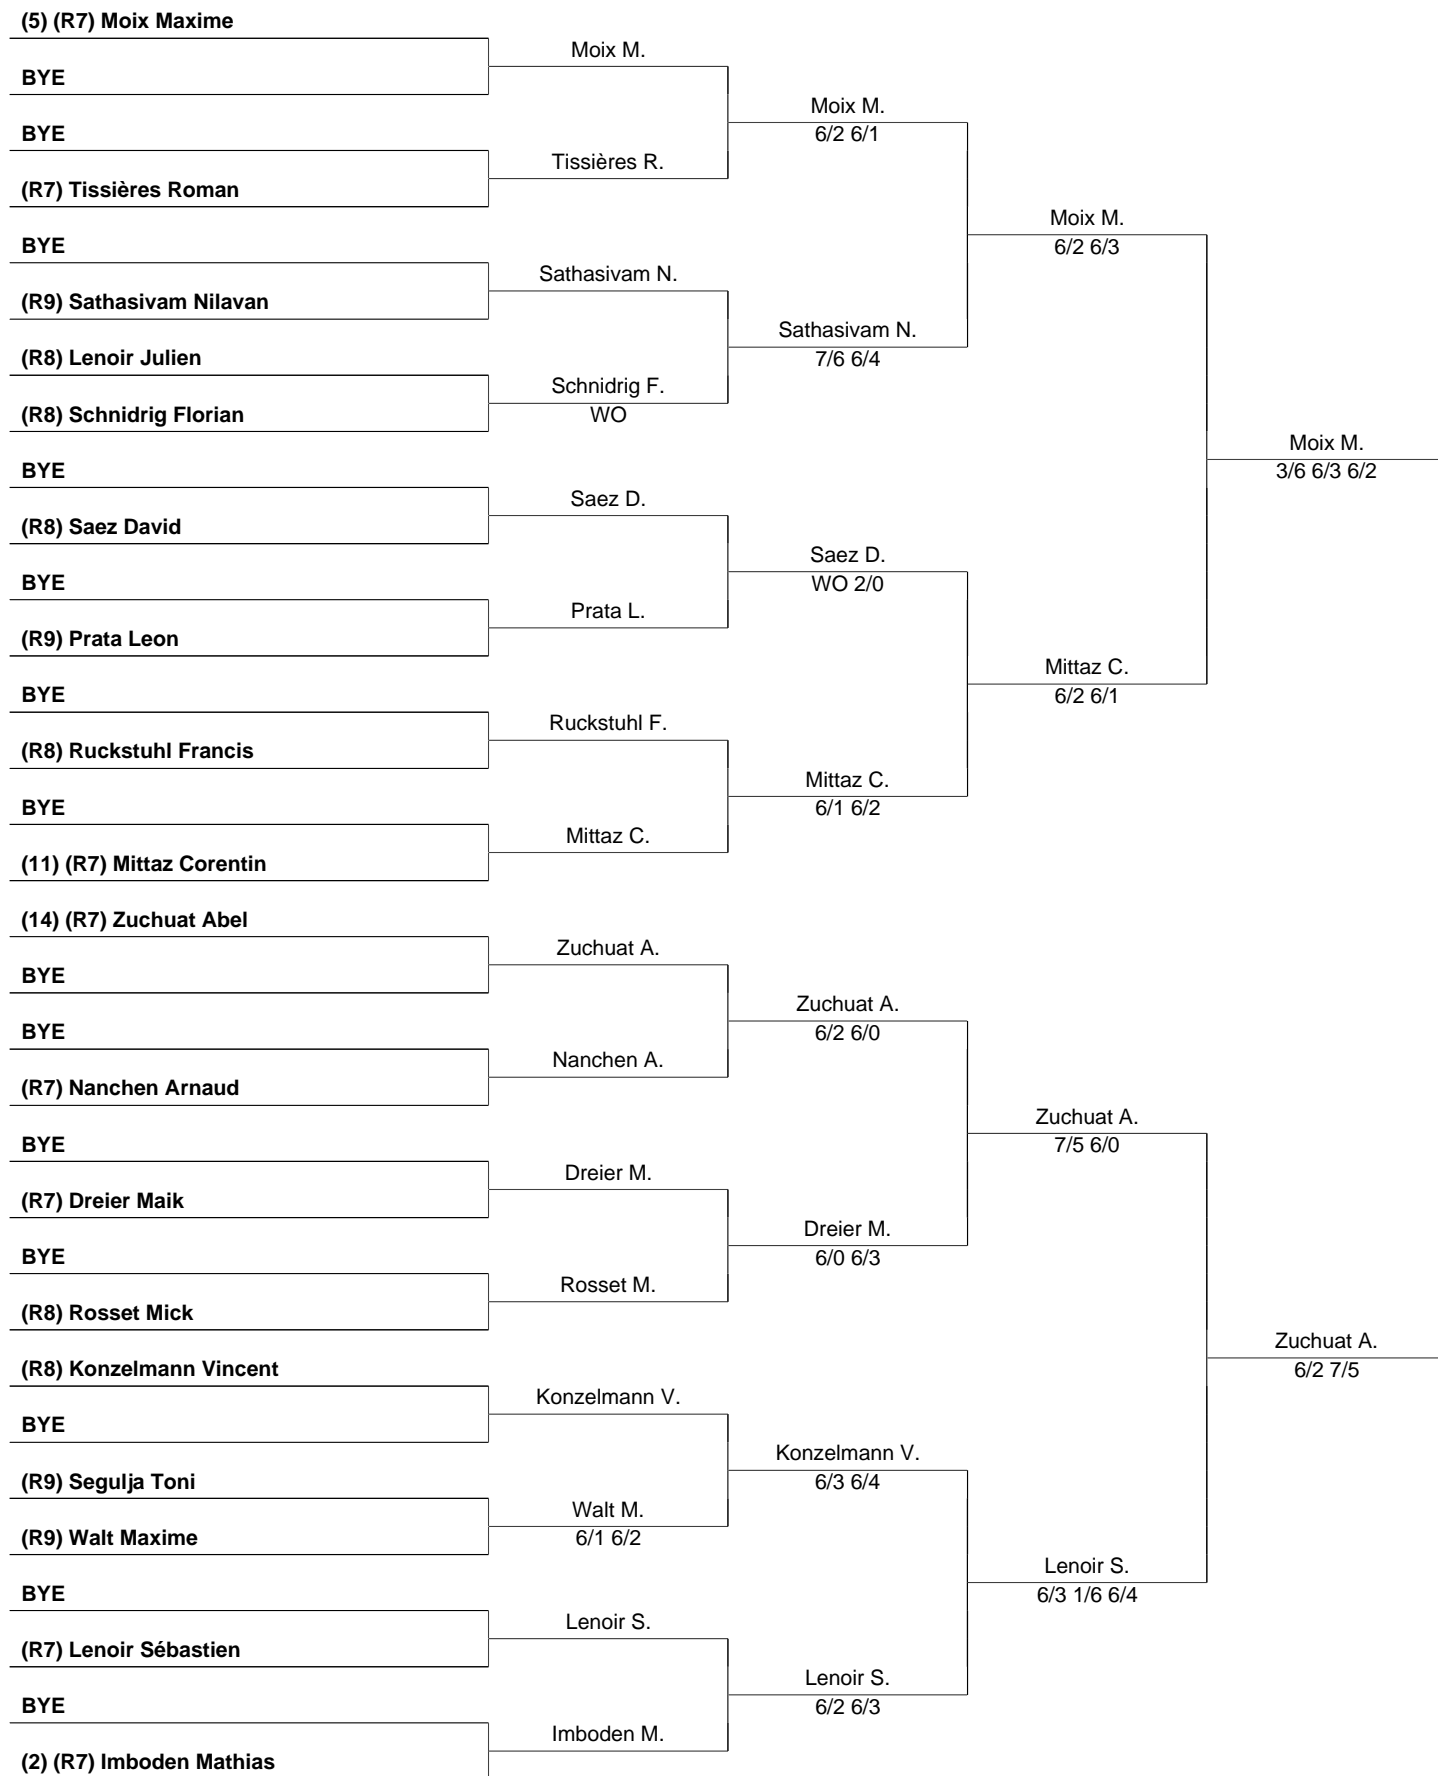 (5) (R7) Moix Maxime
Moix M.
BYE
Moix M.
BYE
6/2 6/1
Tissières R.
(R7) Tissières Roman
Moix M.
BYE
6/2 6/3
Sathasivam N.
(R9) Sathasivam Nilavan
Sathasivam N.
(R8) Lenoir Julien
7/6 6/4
Schnidrig F.
(R8) Schnidrig Florian
WO
Moix M.
BYE
3/6 6/3 6/2
Saez D.
(R8) Saez David
Saez D.
BYE
WO 2/0
Prata L.
(R9) Prata Leon
Mittaz C.
BYE
6/2 6/1
Ruckstuhl F.
(R8) Ruckstuhl Francis
Mittaz C.
BYE
6/1 6/2
Mittaz C.
(11) (R7) Mittaz Corentin
(14) (R7) Zuchuat Abel
Zuchuat A.
BYE
Zuchuat A.
BYE
6/2 6/0
Nanchen A.
(R7) Nanchen Arnaud
Zuchuat A.
BYE
7/5 6/0
Dreier M.
(R7) Dreier Maik
Dreier M.
BYE
6/0 6/3
Rosset M.
(R8) Rosset Mick
Zuchuat A.
(R8) Konzelmann Vincent
6/2 7/5
Konzelmann V.
BYE
Konzelmann V.
(R9) Segulja Toni
6/3 6/4
Walt M.
(R9) Walt Maxime
6/1 6/2
Lenoir S.
BYE
6/3 1/6 6/4
Lenoir S.
(R7) Lenoir Sébastien
Lenoir S.
BYE
6/2 6/3
Imboden M.
(2) (R7) Imboden Mathias